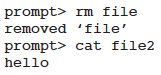 prompt> rm file
removed ‘file’
prompt> cat file2
hello